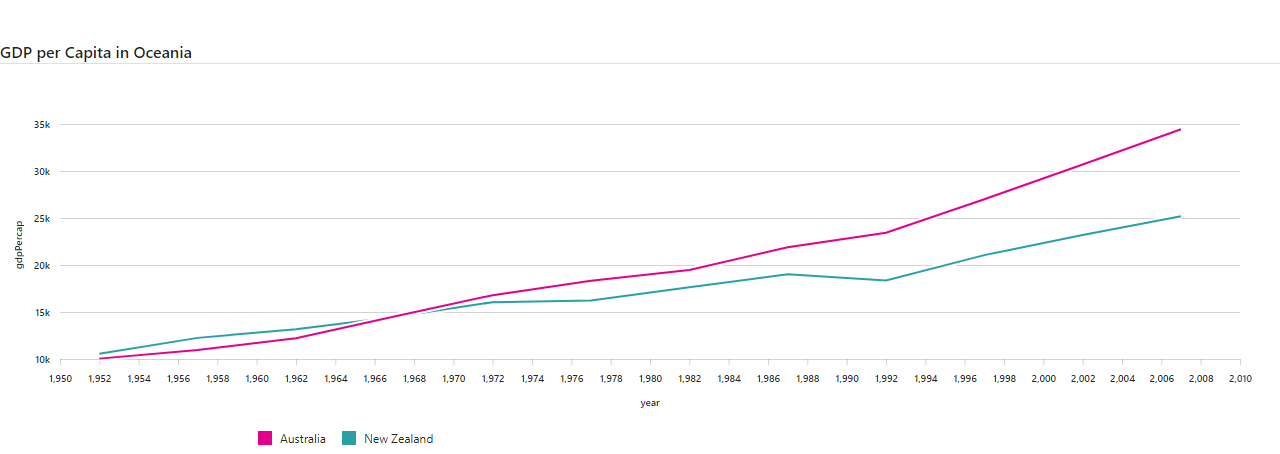 GDP per Capita in Oceania
35k
30k
25k
20k
15k
10k
gdpPercap
1,950 1,952 1,954 1,956 1,958 1,960 1,962 1,964 1,966 1,968 1,970 1,972 1,974 1,976 1,978 1,980 1,982 1,984 1,986 1,988 1,990 1,992 1,994 1,996 1,998 2,000 2,002 2,004 2,006 2,008 2,010
year
Australia New Zealand